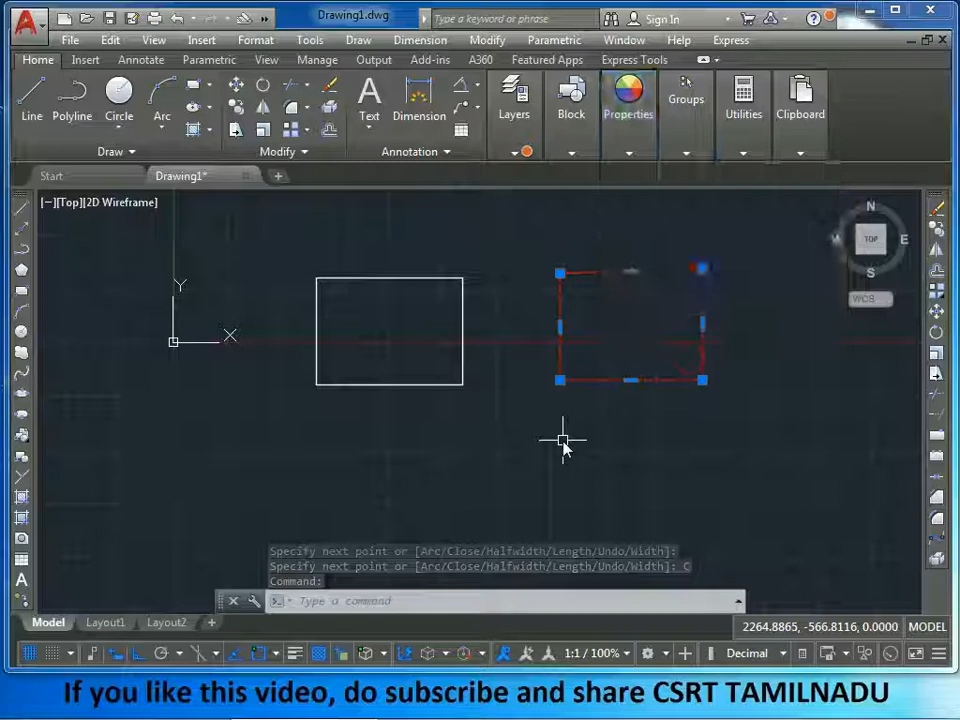 Drawing1.dwg
Type a keyword or phrase
Sign In
File Edit View Insert Format Tools Draw Dimension Modify Parametric Window Help Express
Home Insert Annotate Parametric View Manage Output Add-ins A360 Featured Apps Express Tools
Line Polyline Circle Arc Text Dimension Layers Block Properties Groups Utilities Clipboard
Draw Modify Annotation
Start Drawing1*
[−][Top][2D Wireframe]
N
TOP
E
S
WCS
Y
X
Specify next point or [Arc/Close/Halfwidth/Length/Undo/Width]:
Specify next point or [Arc/Close/Halfwidth/Length/Undo/Width]: C
Command:
Type a command
Model Layout1 Layout2
2264.8865, -566.8116, 0.0000 MODEL
1:1 / 100% Decimal
If you like this video, do subscribe and share CSRT TAMILNADU